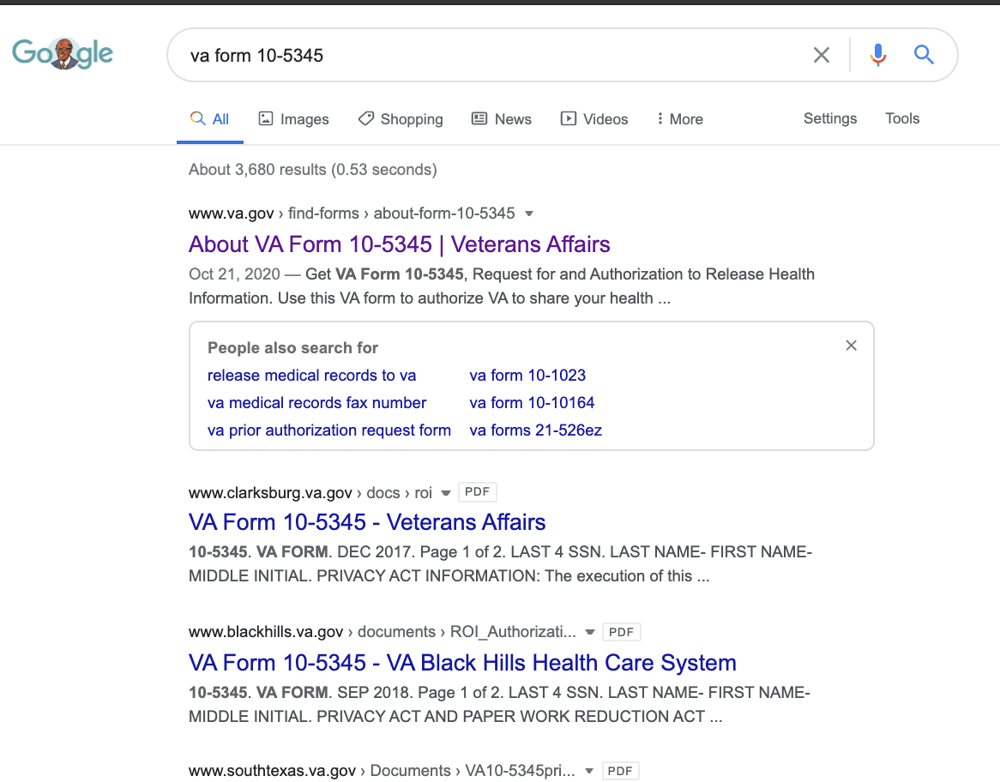 Google
va form 10-5345
All Images Shopping News Videos More Settings Tools
About 3,680 results (0.53 seconds)
www.va.gov › find-forms › about-form-10-5345
About VA Form 10-5345 | Veterans Affairs
Oct 21, 2020 — Get VA Form 10-5345, Request for and Authorization to Release Health
Information. Use this VA form to authorize VA to share your health ...
People also search for
release medical records to va va form 10-1023
va medical records fax number va form 10-10164
va prior authorization request form va forms 21-526ez
www.clarksburg.va.gov › docs › roi PDF
VA Form 10-5345 - Veterans Affairs
10-5345. VA FORM. DEC 2017. Page 1 of 2. LAST 4 SSN. LAST NAME- FIRST NAME-
MIDDLE INITIAL. PRIVACY ACT INFORMATION: The execution of this ...
www.blackhills.va.gov › documents › ROI_Authorizati... PDF
VA Form 10-5345 - VA Black Hills Health Care System
10-5345. VA FORM. SEP 2018. Page 1 of 2. LAST 4 SSN. LAST NAME- FIRST NAME-
MIDDLE INITIAL. PRIVACY ACT AND PAPER WORK REDUCTION ACT ...
www.southtexas.va.gov › Documents › VA10-5345pri... PDF